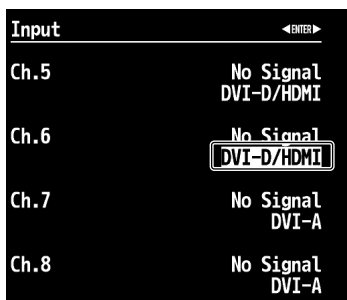 Input ◀ENTER▶
Ch.5 No Signal
DVI-D/HDMI
Ch.6 No Signal
DVI-D/HDMI
Ch.7 No Signal
DVI-A
Ch.8 No Signal
DVI-A